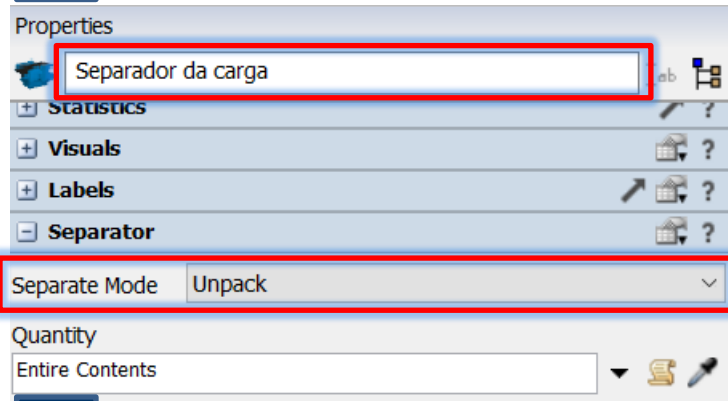 Properties
Separador da carga
Statistics ?
Visuals ?
Labels ?
Separator ?
Separate Mode Unpack
Quantity
Entire Contents